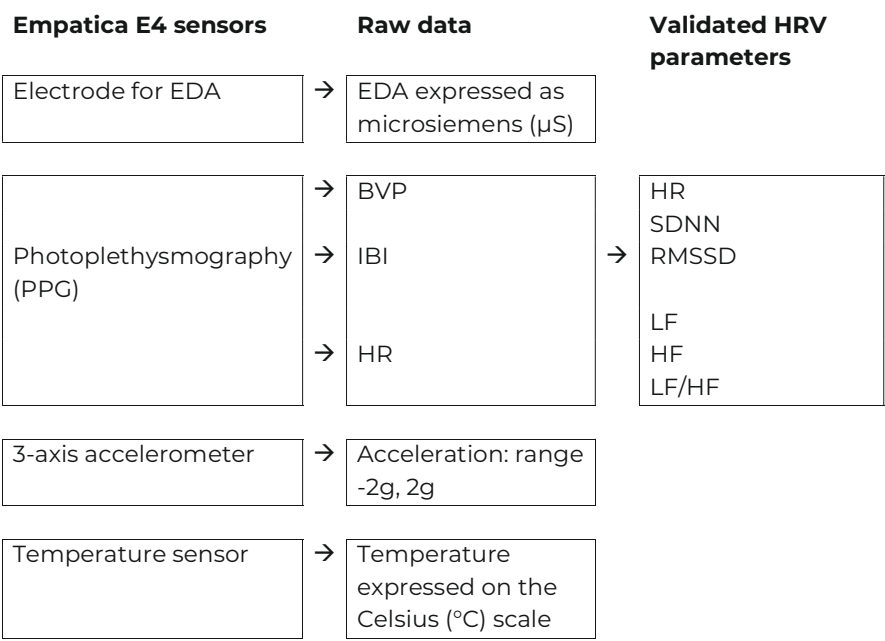 Empatica E4 sensors
Raw data
Validated HRV
parameters
Electrode for EDA
→
EDA expressed as
microsiemens (µS)
Photoplethysmography
(PPG)
→
BVP
→
IBI
→
HR
→
HR
SDNN
RMSSD
LF
HF
LF/HF
3-axis accelerometer
→
Acceleration: range
-2g, 2g
Temperature sensor
→
Temperature
expressed on the
Celsius (°C) scale